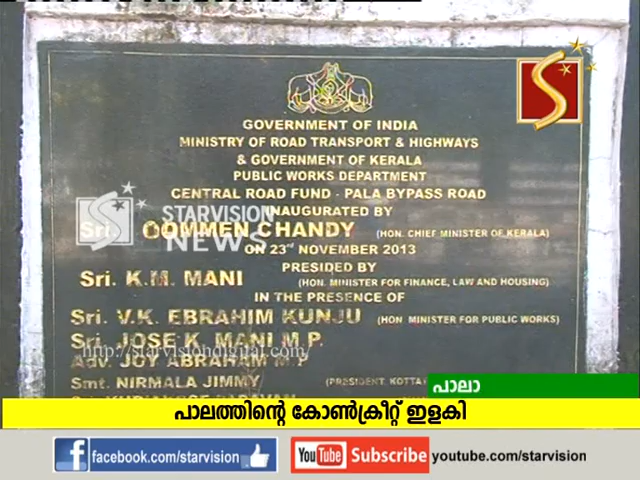 GOVERNMENT OF INDIA
MINISTRY OF ROAD TRANSPORT & HIGHWAYS
& GOVERNMENT OF KERALA
PUBLIC WORKS DEPARTMENT
CENTRAL ROAD FUND - PALA BYPASS ROAD
INAUGURATED BY
Sri. OOMMEN CHANDY (HON. CHIEF MINISTER OF KERALA)
STARVISION
NEWS
ON 23rd NOVEMBER 2013
PRESIDED BY
Sri. K.M. MANI (HON. MINISTER FOR FINANCE, LAW AND HOUSING)
IN THE PRESENCE OF
Sri. V.K. EBRAHIM KUNJU (HON. MINISTER FOR PUBLIC WORKS)
Sri. JOSE K. MANI M.P.
http://starvisiondigital.com/
Adv. JOY ABRAHAM M.P
Smt. NIRMALA JIMMY (PRESIDENT, KOTTA
പാലാ
പാലത്തിന്റെ കോൺക്രീറ്റ് ഇളകി
facebook.com/starvision
YouTube Subscribe youtube.com/starvision